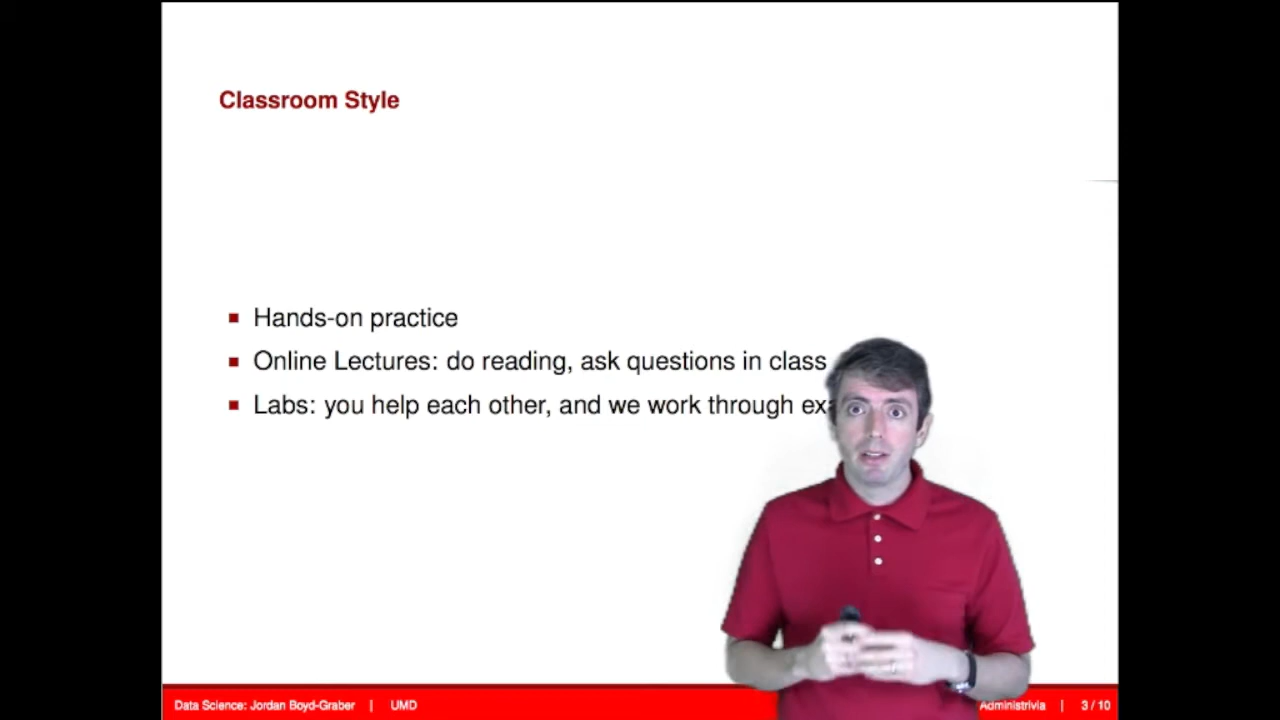 Classroom Style
Hands-on practice
Online Lectures: do reading, ask questions in class
Labs: you help each other, and we work through
Data Science: Jordan Boyd-Graber | UMD
Administrivia | 3 / 10